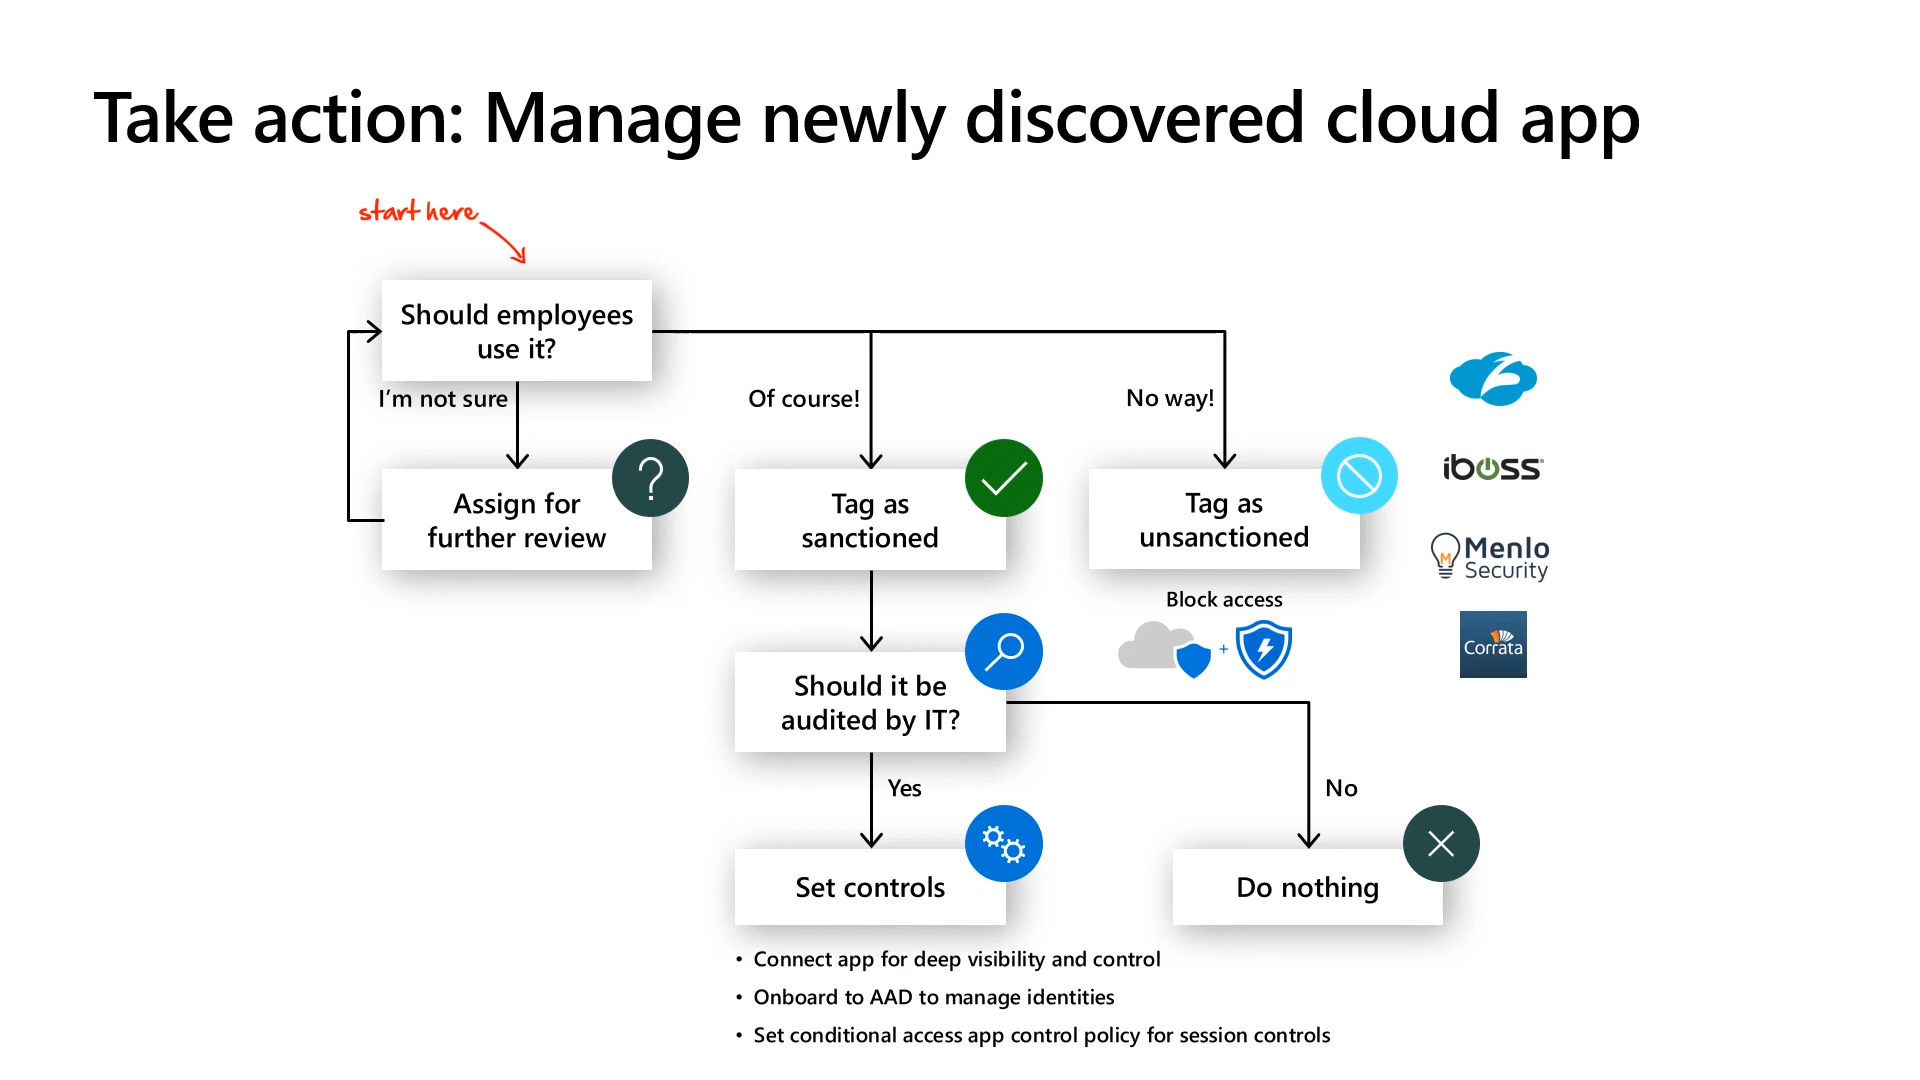 Take action: Manage newly discovered cloud app
start here
Should employees
use it?
I'm not sure
Of course!
No way!
Assign for
further review
Tag as
sanctioned
Tag as
unsanctioned
iboss
Menlo
Security
Corrata
Block access
+
Should it be
audited by IT?
Yes
No
Set controls
Do nothing
• Connect app for deep visibility and control
• Onboard to AAD to manage identities
• Set conditional access app control policy for session controls